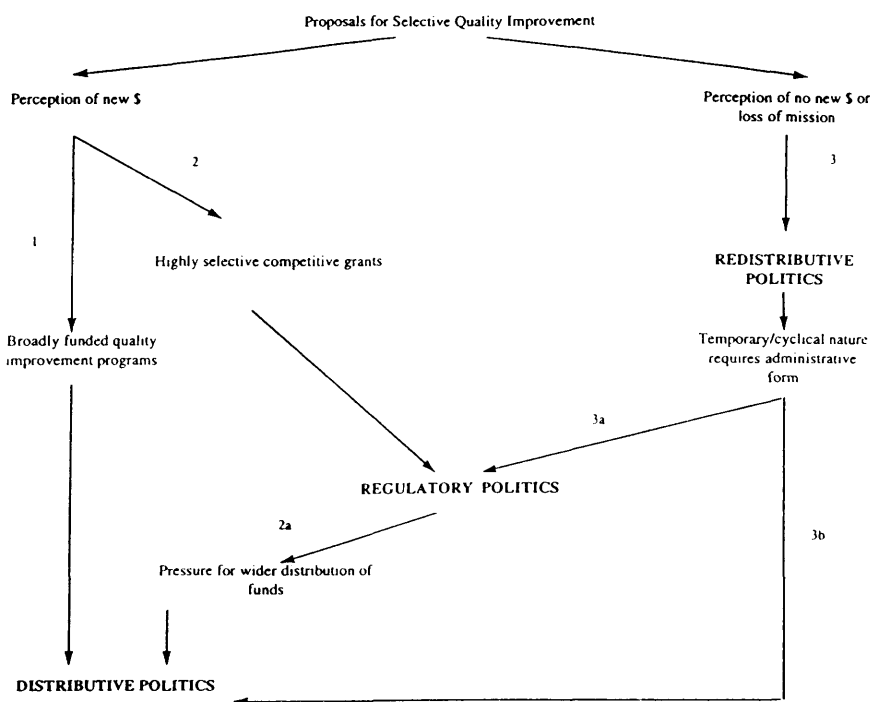 Proposals for Selective Quality Improvement
Perception of new $
Perception of no new $ or
loss of mission
2
3
1
Highly selective competitive grants
REDISTRIBUTIVE
POLITICS
Broadly funded quality
improvement programs
Temporary/cyclical nature
requires administrative
form
3a
REGULATORY POLITICS
2a
3b
Pressure for wider distribution of
funds
DISTRIBUTIVE POLITICS